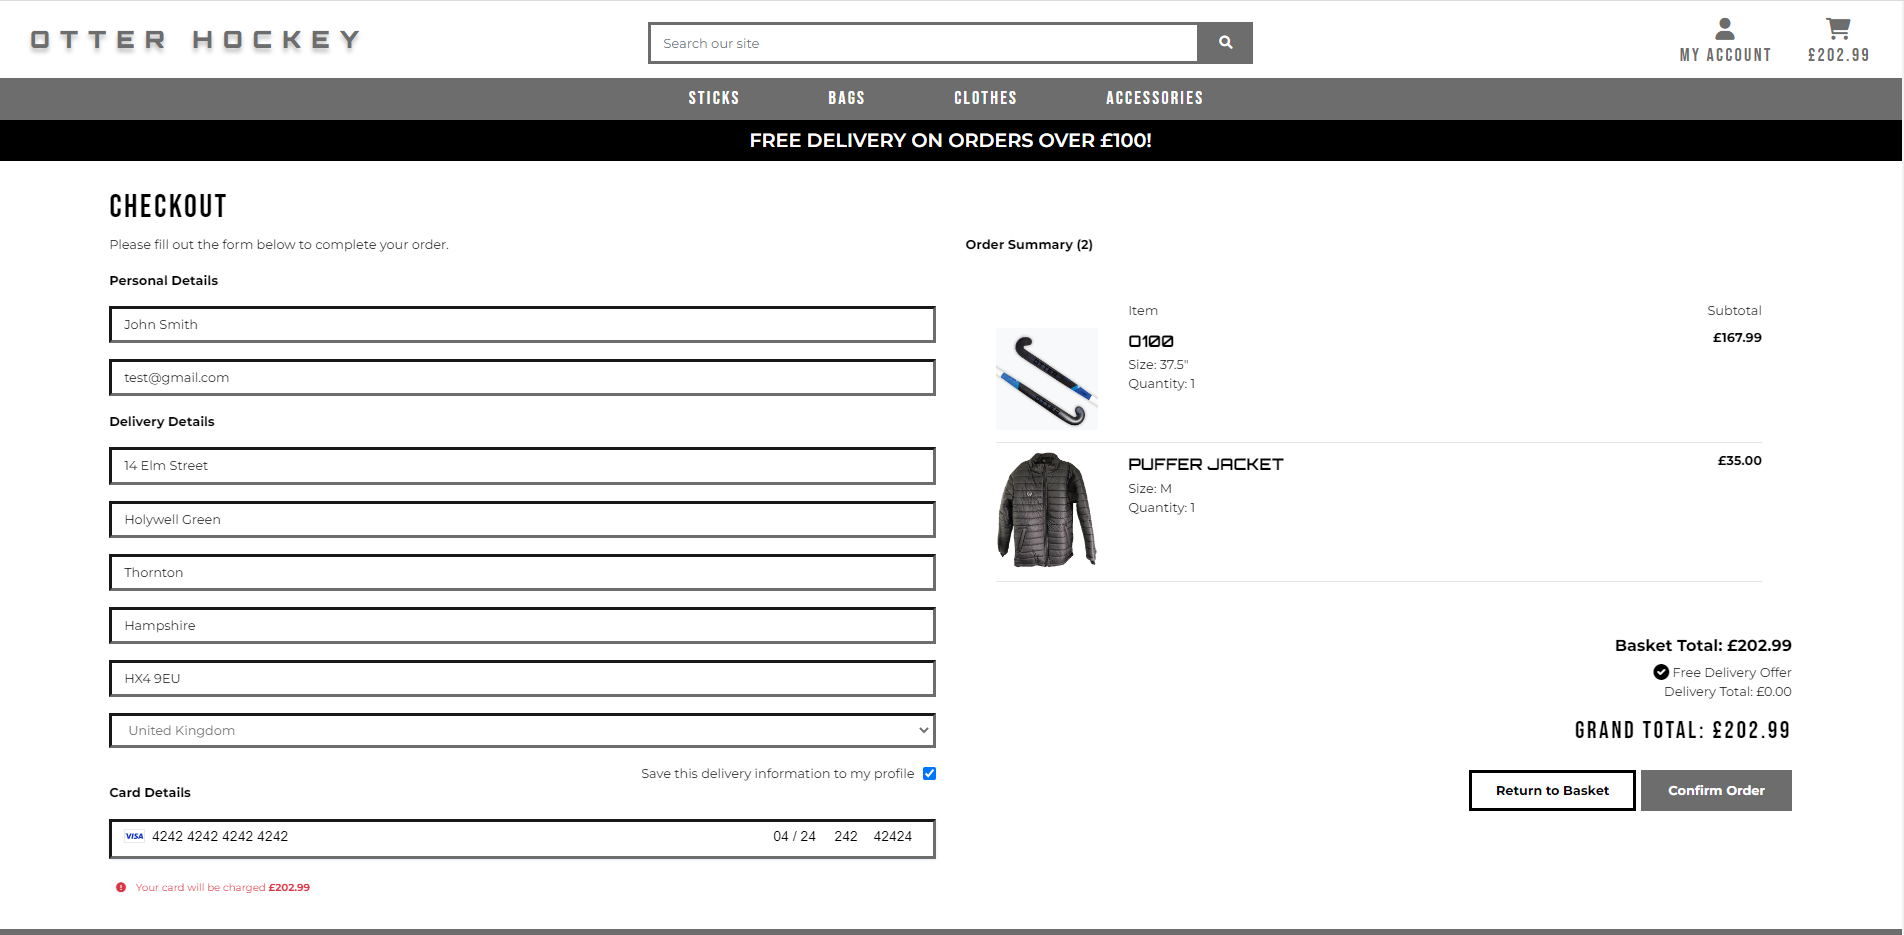 OTTER HOCKEY
Search our site
MY ACCOUNT
£202.99
STICKS
BAGS
CLOTHES
ACCESSORIES
FREE DELIVERY ON ORDERS OVER £100!
CHECKOUT
Please fill out the form below to complete your order.
Personal Details
John Smith
test@gmail.com
Delivery Details
14 Elm Street
Holywell Green
Thornton
Hampshire
HX4 9EU
United Kingdom
Save this delivery information to my profile
Card Details
VISA 4242 4242 4242 4242 04 / 24 242 42424
Your card will be charged £202.99
Order Summary (2)
Item Subtotal
O100 £167.99
Size: 37.5"
Quantity: 1
PUFFER JACKET £35.00
Size: M
Quantity: 1
Basket Total: £202.99
Free Delivery Offer
Delivery Total: £0.00
GRAND TOTAL: £202.99
Return to Basket
Confirm Order